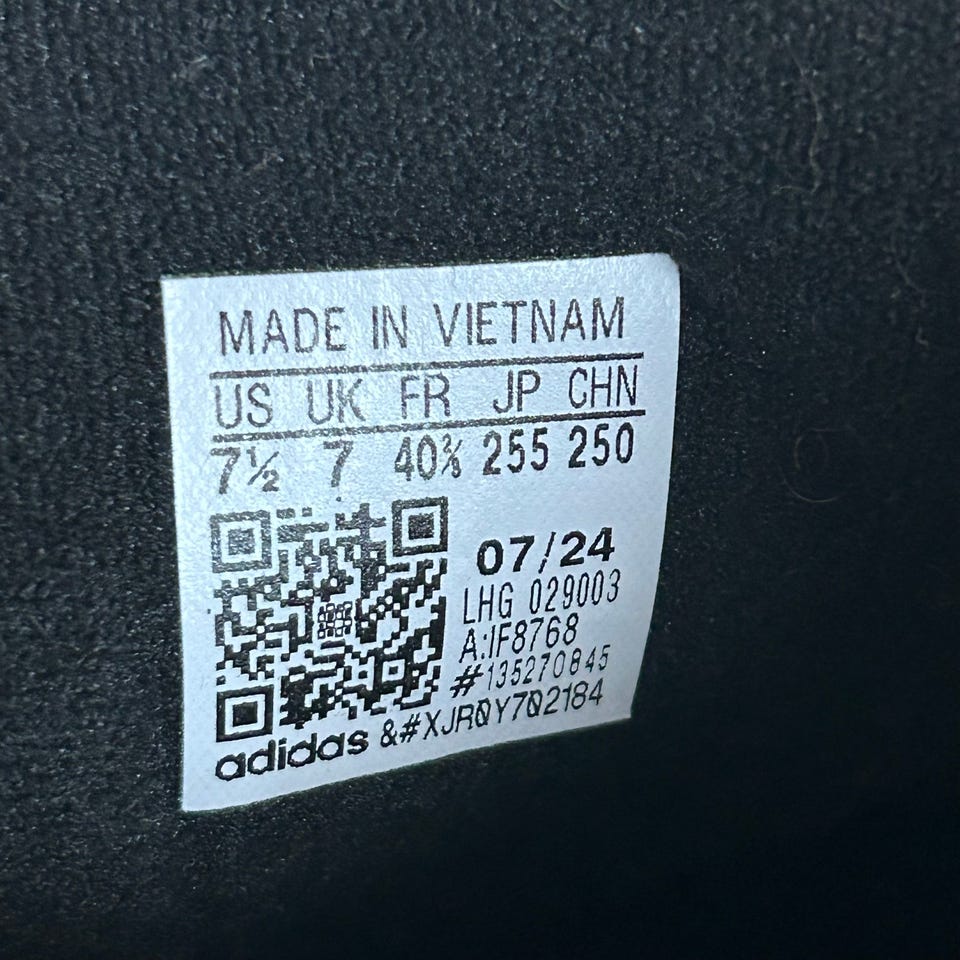 MADE IN VIETNAM
US UK FR JP CHN
7½ 7 40⅔ 255 250
07/24
LHG 029003
A:IF8768
#135270845
adidas &#XJR0Y702184